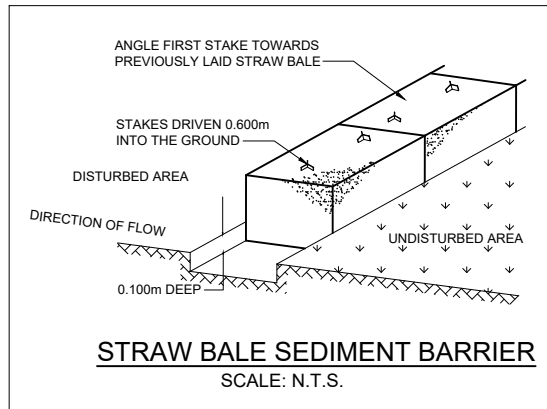 ANGLE FIRST STAKE TOWARDS
PREVIOUSLY LAID STRAW BALE
STAKES DRIVEN 0.600m
INTO THE GROUND
DISTURBED AREA
DIRECTION OF FLOW
UNDISTURBED AREA
0.100m DEEP
STRAW BALE SEDIMENT BARRIER
SCALE: N.T.S.